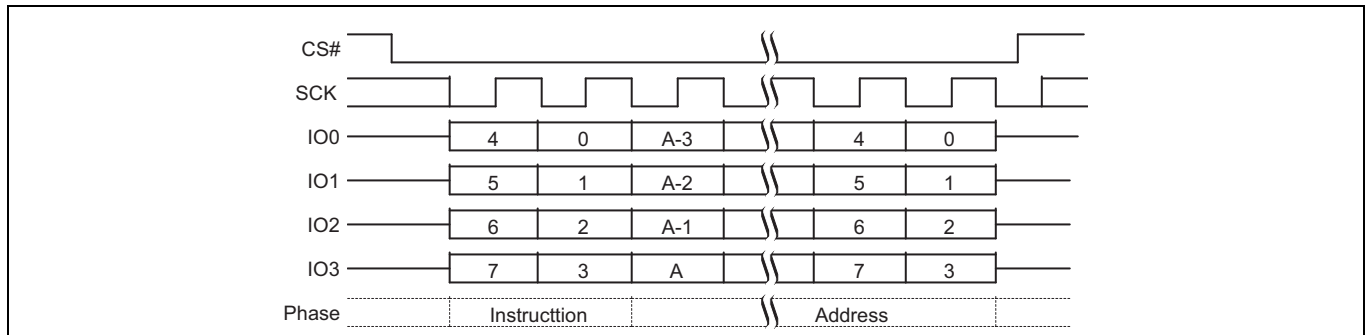 CS#
SCK
IO0 4 0 A-3 4 0
IO1 5 1 A-2 5 1
IO2 6 2 A-1 6 2
IO3 7 3 A 7 3
Phase Instructtion Address